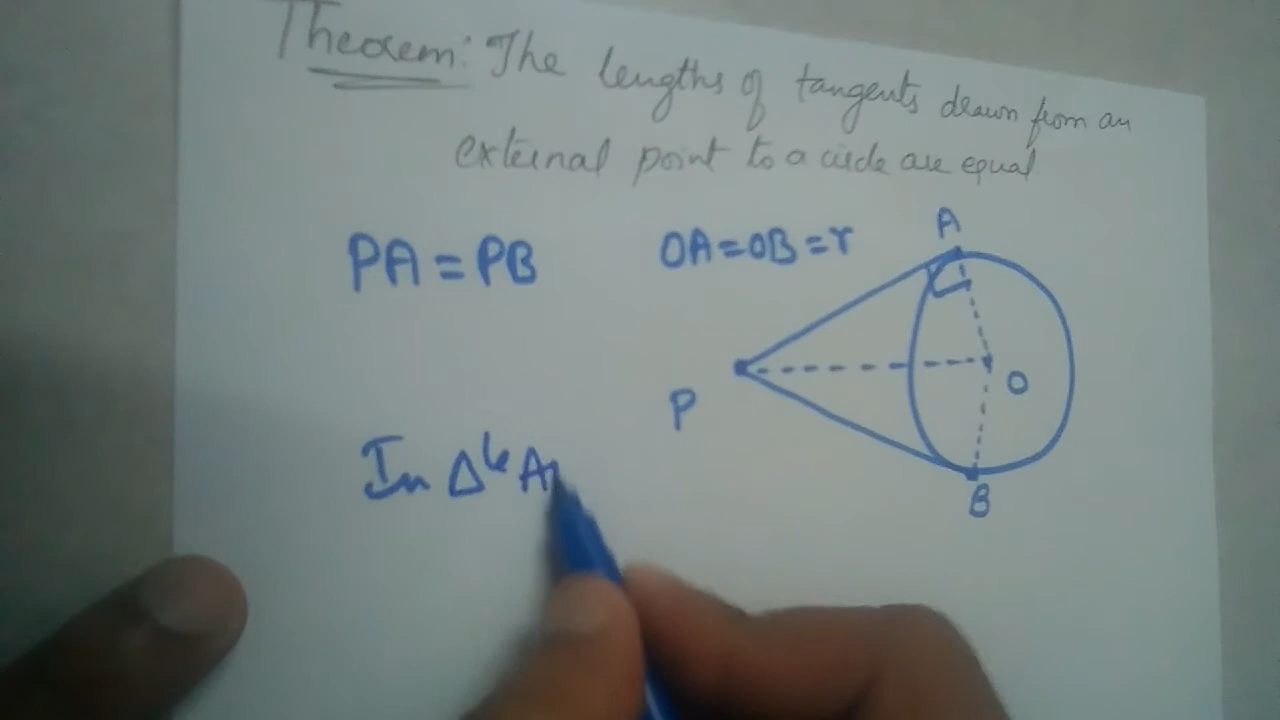 Theorem: The lengths of tangents drawn from an
external point to a circle are equal.
PA = PB
OA = OB = r
A
P
O
B
In Δle A